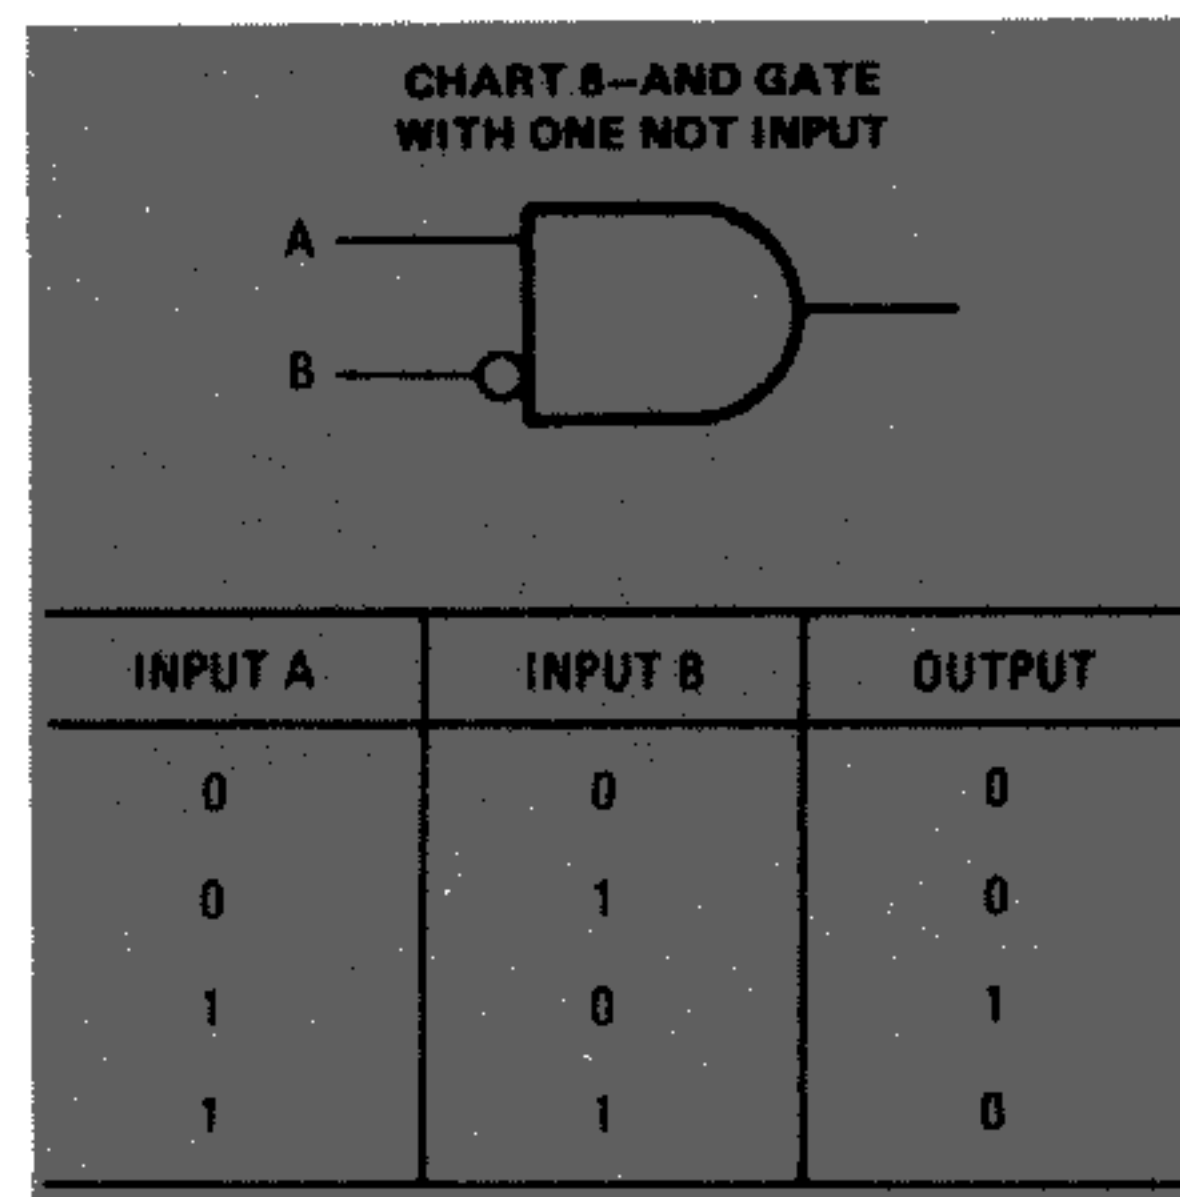 CHART 8—AND GATE
WITH ONE NOT INPUT
A
B
INPUT A INPUT B OUTPUT
0 0 0
0 1 0
1 0 1
1 1 0